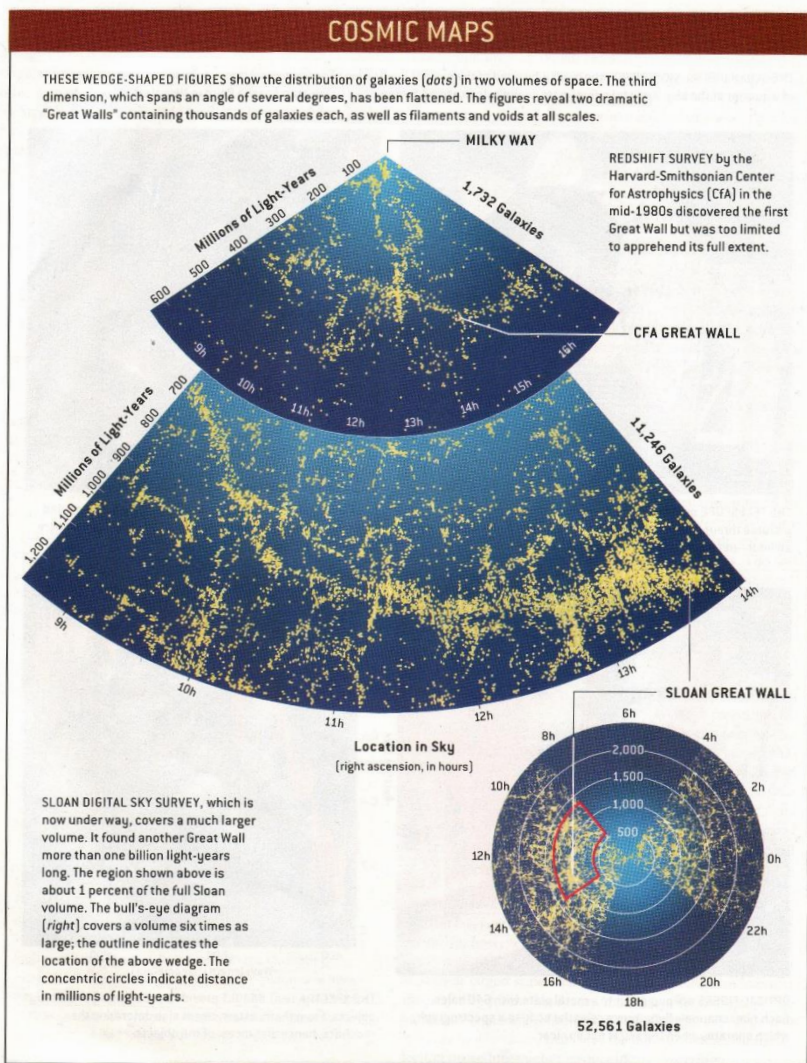 COSMIC MAPS
THESE WEDGE-SHAPED FIGURES show the distribution of galaxies (dots) in two volumes of space. The third
dimension, which spans an angle of several degrees, has been flattened. The figures reveal two dramatic
"Great Walls" containing thousands of galaxies each, as well as filaments and voids at all scales.
MILKY WAY
REDSHIFT SURVEY by the
Harvard-Smithsonian Center
for Astrophysics (CfA) in the
mid-1980s discovered the first
Great Wall but was too limited
to apprehend its full extent.
Millions of Light-Years
100
200
300
400
500
600
1,732 Galaxies
CFA GREAT WALL
9h
10h
11h
12h
13h
14h
15h
16h
Millions of Light-Years
700
800
900
1,000
1,100
1,200
11,246 Galaxies
9h
10h
11h
12h
13h
14h
SLOAN GREAT WALL
Location in Sky
(right ascension, in hours)
SLOAN DIGITAL SKY SURVEY, which is
now under way, covers a much larger
volume. It found another Great Wall
more than one billion light-years
long. The region shown above is
about 1 percent of the full Sloan
volume. The bull's-eye diagram
(right) covers a volume six times as
large; the outline indicates the
location of the above wedge. The
concentric circles indicate distance
in millions of light-years.
6h
8h
4h
10h
2h
12h
0h
14h
22h
16h
20h
18h
2,000
1,500
1,000
500
52,561 Galaxies